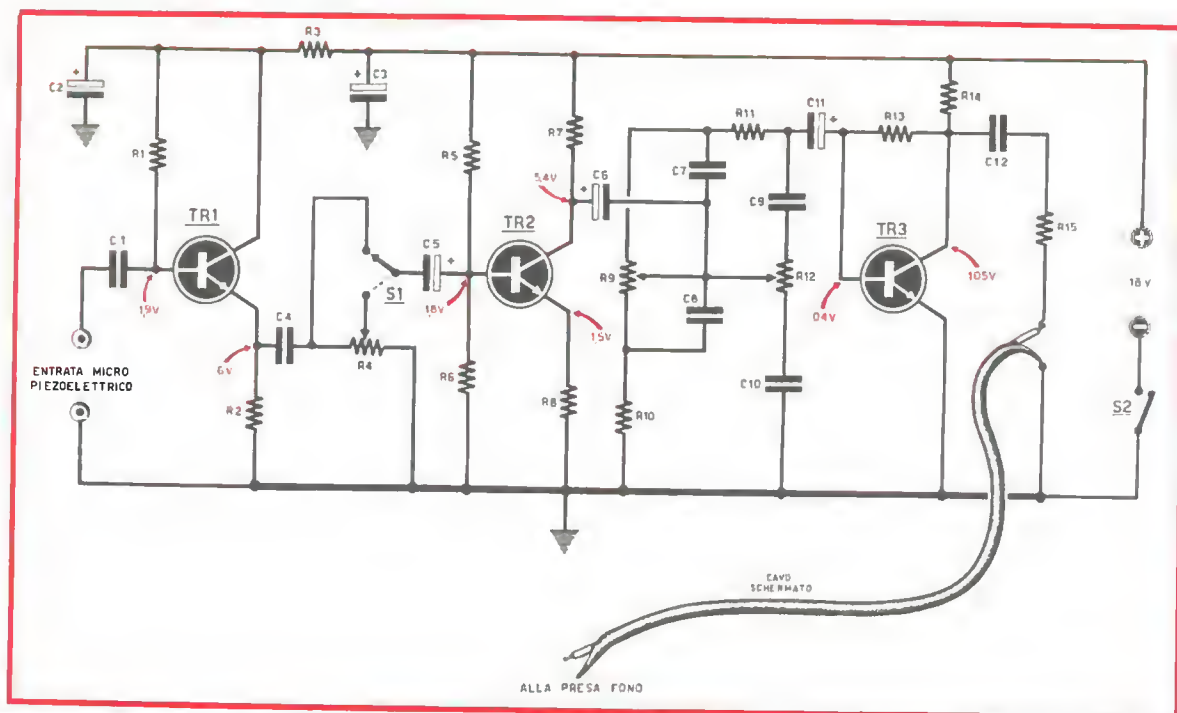 R3
C2
+
+
C3
R14
R1
R5
R7
R11
C11
+
R13
5,4V
+
C6
C7
C12
C9
TR1
TR2
TR3
C1
C5
+
R15
R9
R12
S1
10,5V
18V
1,9V
1,8V
1,5V
0,4V
C4
C8
ENTRATA MICRO
PIEZOELETTRICO
6V
R4
R6
R2
R8
R10
C10
S2
CAVO
SCHERMATO
ALLA PRESA FONO